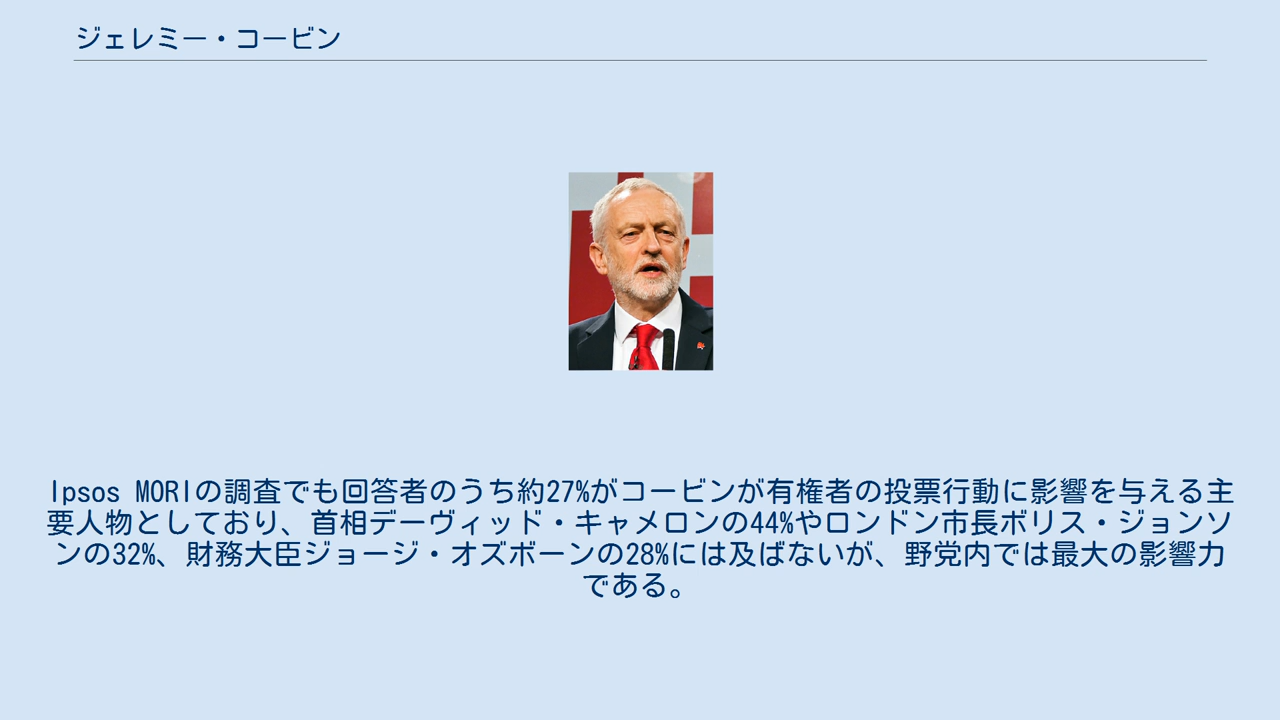 ジェレミー・コービン
Ipsos MORIの調査でも回答者のうち約27%がコービンが有権者の投票行動に影響を与える主
要人物としており、首相デーヴィッド・キャメロンの44%やロンドン市長ボリス・ジョンソ
ンの32%、財務大臣ジョージ・オズボーンの28%には及ばないが、野党内では最大の影響力
である。